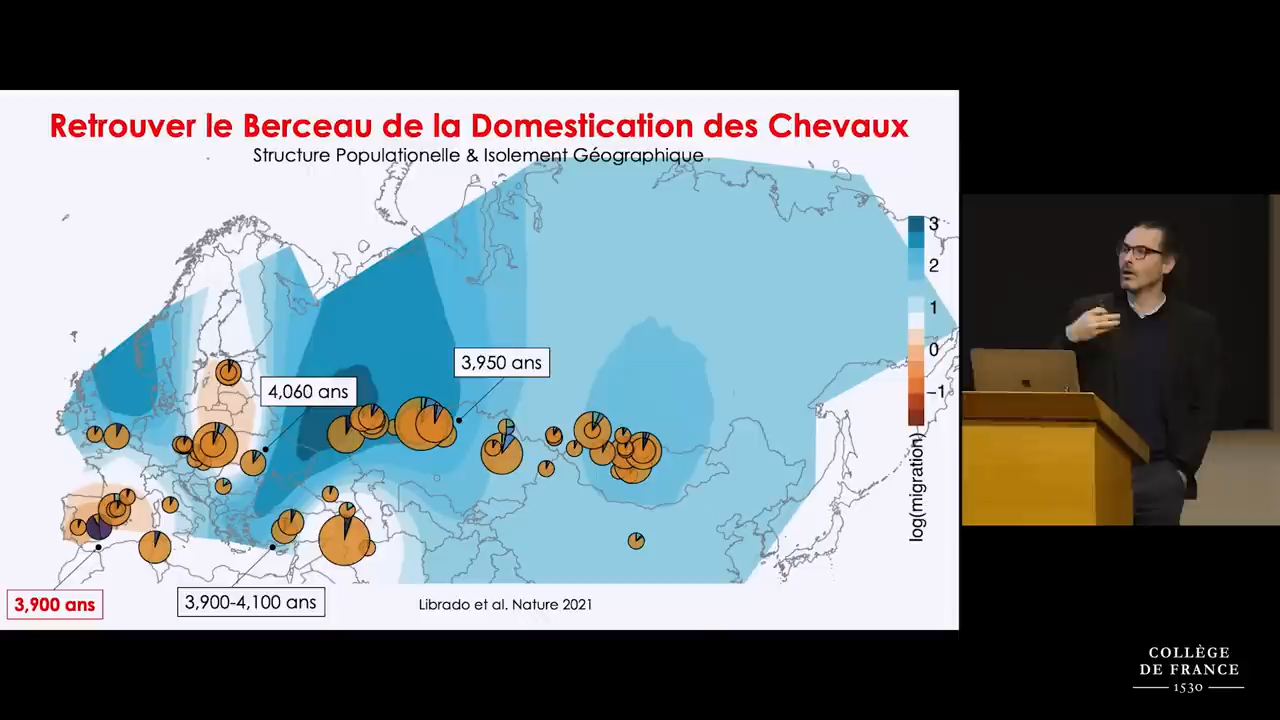 Retrouver le Berceau de la Domestication des Chevaux
Structure Populationelle & Isolement Géographique
3
2
1
0
−1
log(migration)
3,950 ans
4,060 ans
3,900 ans
3,900-4,100 ans
Librado et al. Nature 2021
COLLÈGE
DE FRANCE
1530